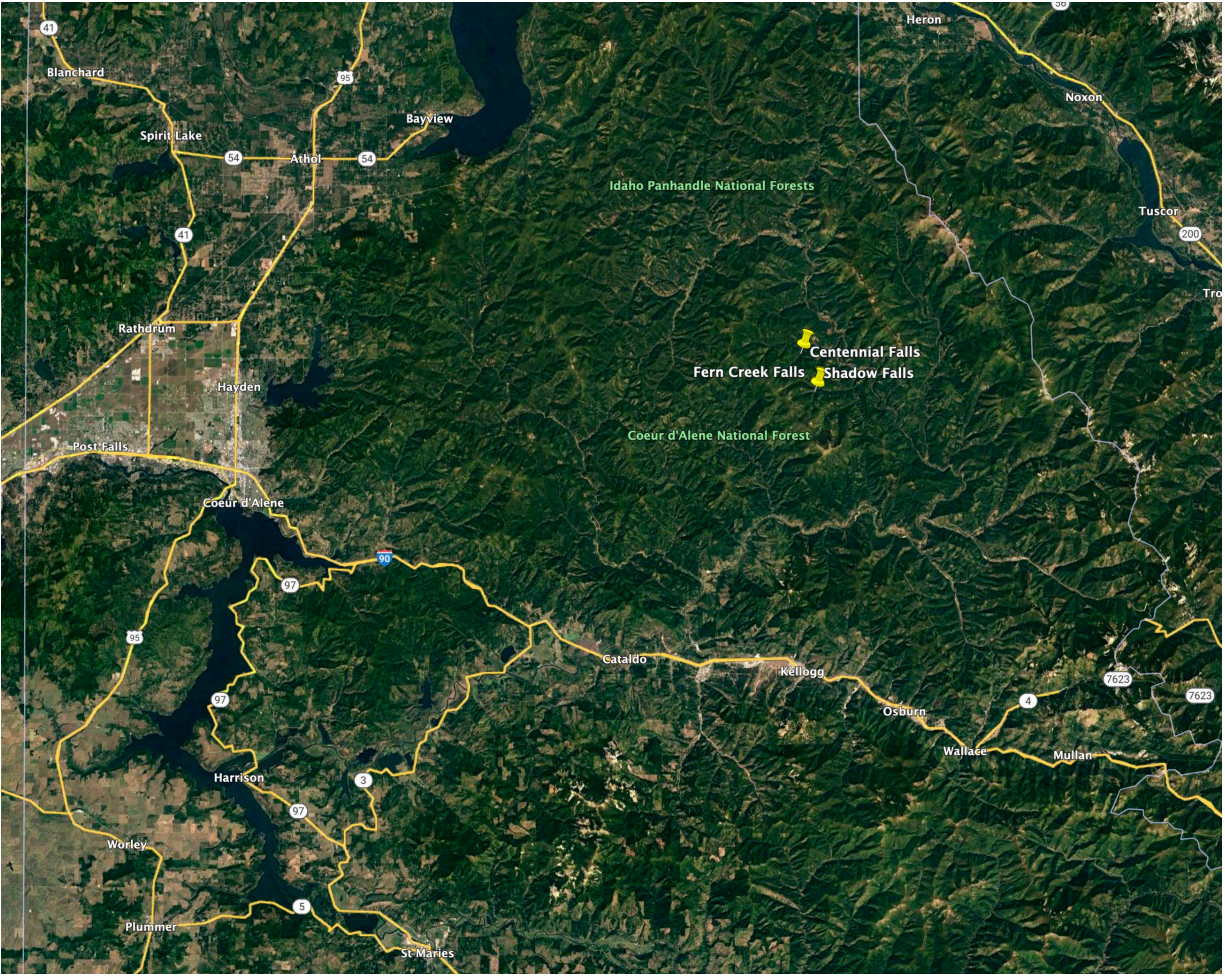 56
Heron
41
Blanchard
95
Noxon
Bayview
Spirit Lake
54
Athol
54
Idaho Panhandle National Forests
Tuscor
41
200
Tro
Rathdrum
Centennial Falls
Fern Creek Falls
Shadow Falls
Hayden
Coeur d'Alene National Forest
Post Falls
Coeur d'Alene
90
97
95
Cataldo
Kellogg
7623
7623
97
4
Osburn
Wallace
Mullan
Harrison
3
97
Worley
5
Plummer
St Maries